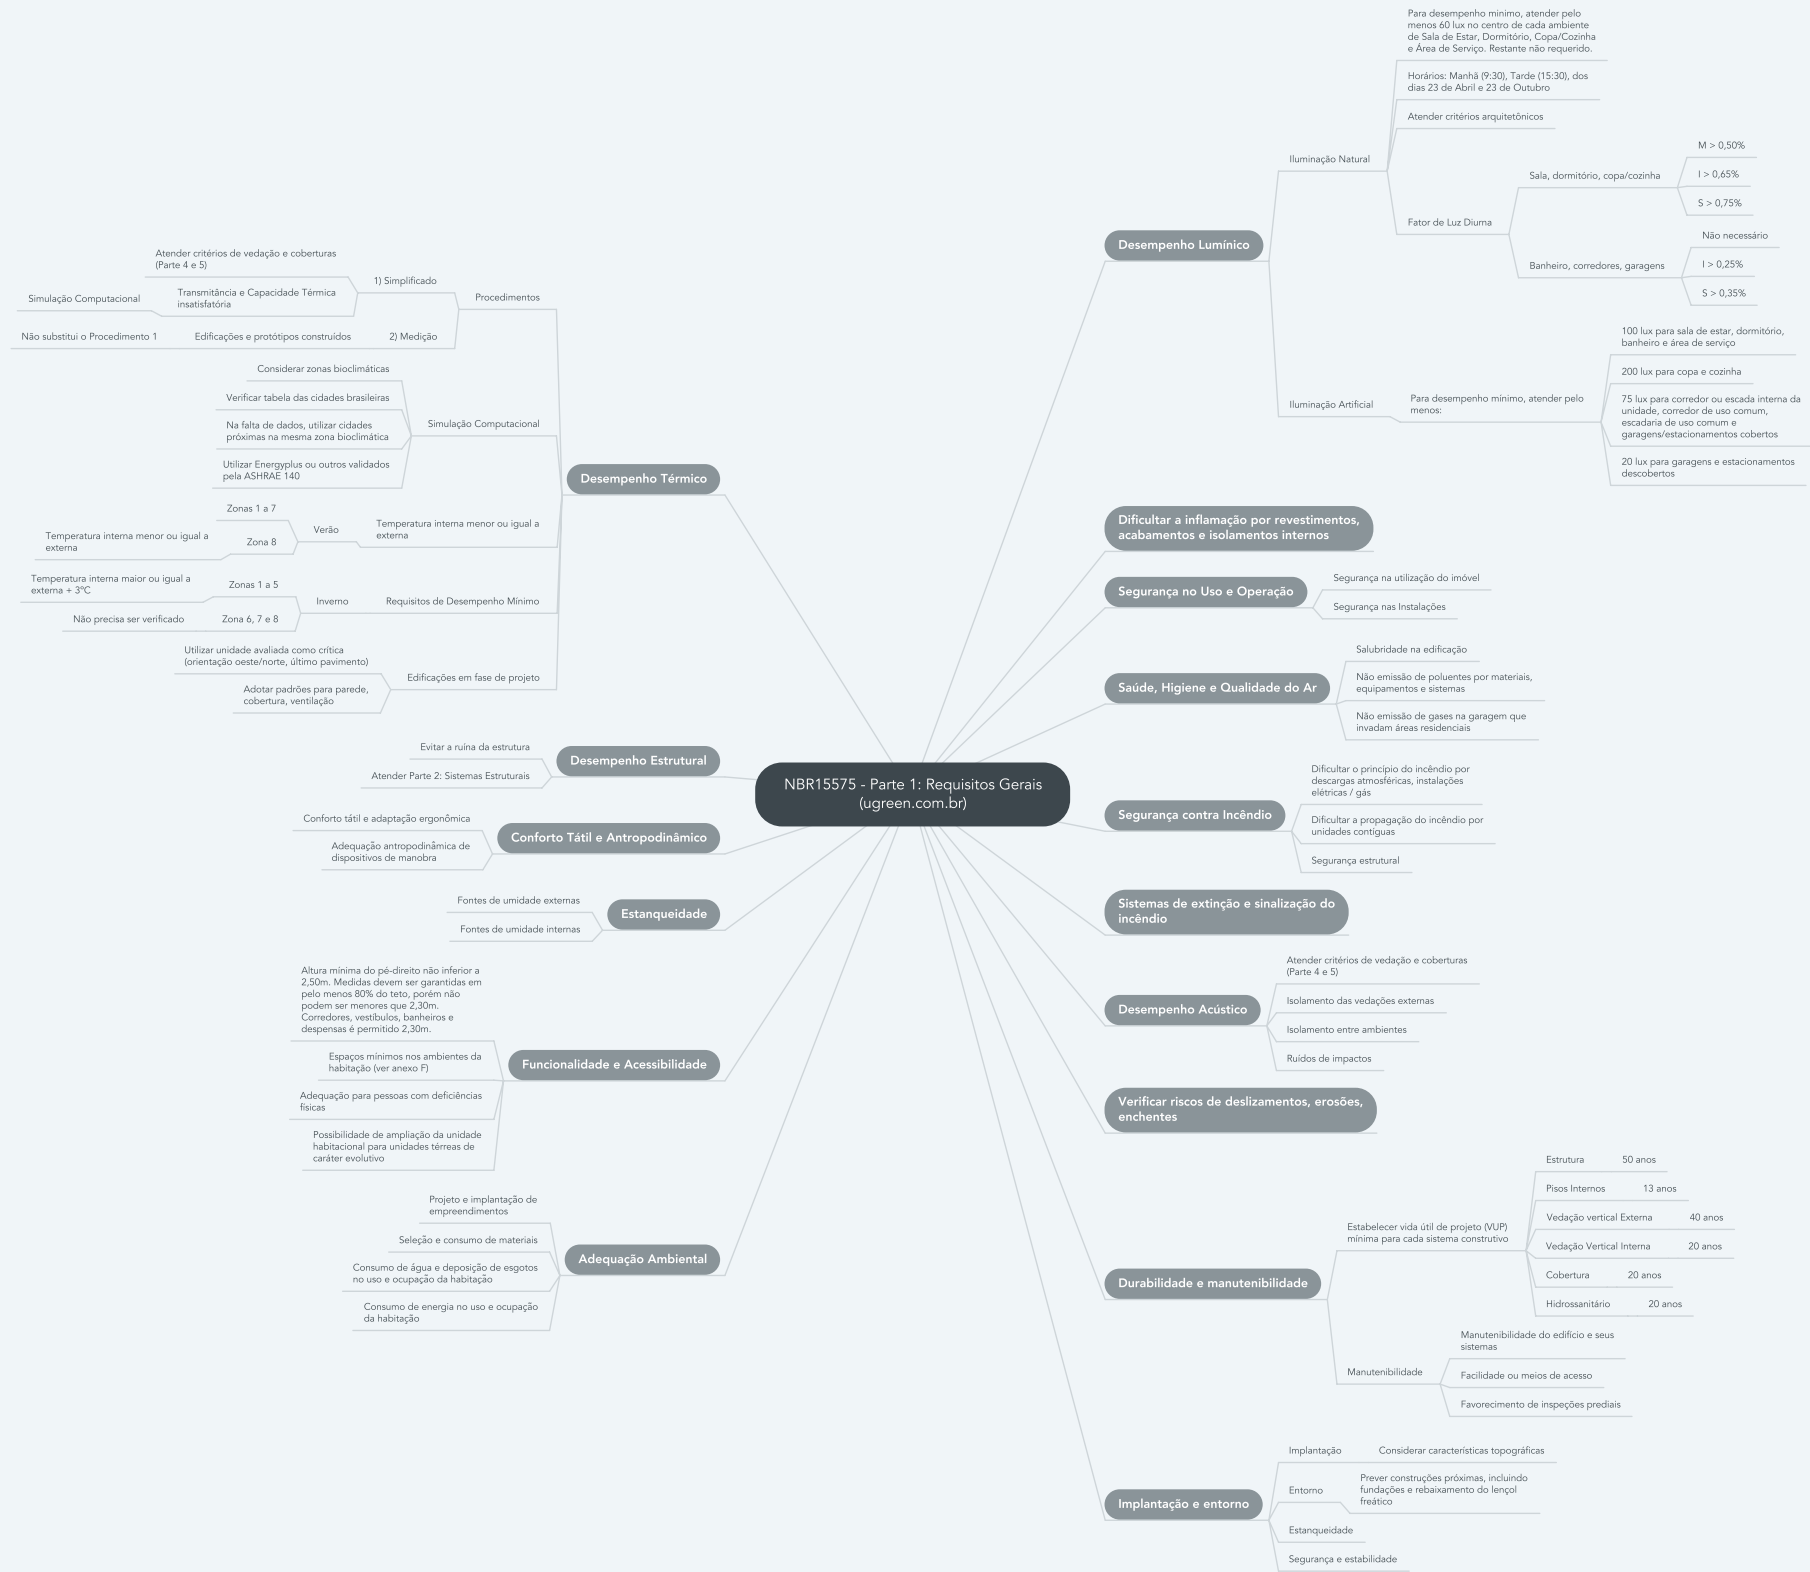 NBR15575 - Parte 1: Requisitos Gerais
(ugreen.com.br)
Desempenho Lumínico
Iluminação Natural
Para desempenho mínimo, atender pelo
menos 60 lux no centro de cada ambiente
de Sala de Estar, Dormitório, Copa/Cozinha
e Área de Serviço. Restante não requerido.
Horários: Manhã (9:30), Tarde (15:30), dos
dias 23 de Abril e 23 de Outubro
Atender critérios arquitetônicos
Fator de Luz Diurna
Sala, dormitório, copa/cozinha
M > 0,50%
I > 0,65%
S > 0,75%
Banheiro, corredores, garagens
Não necessário
I > 0,25%
S > 0,35%
Iluminação Artificial
Para desempenho mínimo, atender pelo
menos:
100 lux para sala de estar, dormitório,
banheiro e área de serviço
200 lux para copa e cozinha
75 lux para corredor ou escada interna da
unidade, corredor de uso comum,
escadaria de uso comum e
garagens/estacionamentos cobertos
20 lux para garagens e estacionamentos
descobertos
Dificultar a inflamação por revestimentos,
acabamentos e isolamentos internos
Segurança no Uso e Operação
Segurança na utilização do imóvel
Segurança nas Instalações
Saúde, Higiene e Qualidade do Ar
Salubridade na edificação
Não emissão de poluentes por materiais,
equipamentos e sistemas
Não emissão de gases na garagem que
invadam áreas residenciais
Segurança contra Incêndio
Dificultar o princípio do incêndio por
descargas atmosféricas, instalações
elétricas / gás
Dificultar a propagação do incêndio por
unidades contíguas
Segurança estrutural
Sistemas de extinção e sinalização do
incêndio
Desempenho Acústico
Atender critérios de vedação e coberturas
(Parte 4 e 5)
Isolamento das vedações externas
Isolamento entre ambientes
Ruídos de impactos
Verificar riscos de deslizamentos, erosões,
enchentes
Durabilidade e manutenibilidade
Estabelecer vida útil de projeto (VUP)
mínima para cada sistema construtivo
Estrutura 50 anos
Pisos Internos 13 anos
Vedação vertical Externa 40 anos
Vedação Vertical Interna 20 anos
Cobertura 20 anos
Hidrossanitário 20 anos
Manutenibilidade
Manutenibilidade do edifício e seus
sistemas
Facilidade ou meios de acesso
Favorecimento de inspeções prediais
Implantação e entorno
Implantação Considerar características topográficas
Entorno
Prever construções próximas, incluindo
fundações e rebaixamento do lençol
freático
Estanqueidade
Segurança e estabilidade
Desempenho Térmico
Procedimentos
1) Simplificado
Atender critérios de vedação e coberturas
(Parte 4 e 5)
Transmitância e Capacidade Térmica
insatisfatória
Simulação Computacional
2) Medição
Edificações e protótipos construídos
Não substitui o Procedimento 1
Simulação Computacional
Considerar zonas bioclimáticas
Verificar tabela das cidades brasileiras
Na falta de dados, utilizar cidades
próximas na mesma zona bioclimática
Utilizar Energyplus ou outros validados
pela ASHRAE 140
Temperatura interna menor ou igual a
externa
Verão
Zonas 1 a 7
Zona 8
Temperatura interna menor ou igual a
externa
Requisitos de Desempenho Mínimo
Inverno
Zonas 1 a 5
Temperatura interna maior ou igual a
externa + 3ºC
Zona 6, 7 e 8
Não precisa ser verificado
Edificações em fase de projeto
Utilizar unidade avaliada como crítica
(orientação oeste/norte, último pavimento)
Adotar padrões para parede,
cobertura, ventilação
Desempenho Estrutural
Evitar a ruína da estrutura
Atender Parte 2: Sistemas Estruturais
Conforto Tátil e Antropodinâmico
Conforto tátil e adaptação ergonômica
Adequação antropodinâmica de
dispositivos de manobra
Estanqueidade
Fontes de umidade externas
Fontes de umidade internas
Funcionalidade e Acessibilidade
Altura mínima do pé-direito não inferior a
2,50m. Medidas devem ser garantidas em
pelo menos 80% do teto, porém não
podem ser menores que 2,30m.
Corredores, vestíbulos, banheiros e
despensas é permitido 2,30m.
Espaços mínimos nos ambientes da
habitação (ver anexo F)
Adequação para pessoas com deficiências
físicas
Possibilidade de ampliação da unidade
habitacional para unidades térreas de
caráter evolutivo
Adequação Ambiental
Projeto e implantação de
empreendimentos
Seleção e consumo de materiais
Consumo de água e deposição de esgotos
no uso e ocupação da habitação
Consumo de energia no uso e ocupação
da habitação